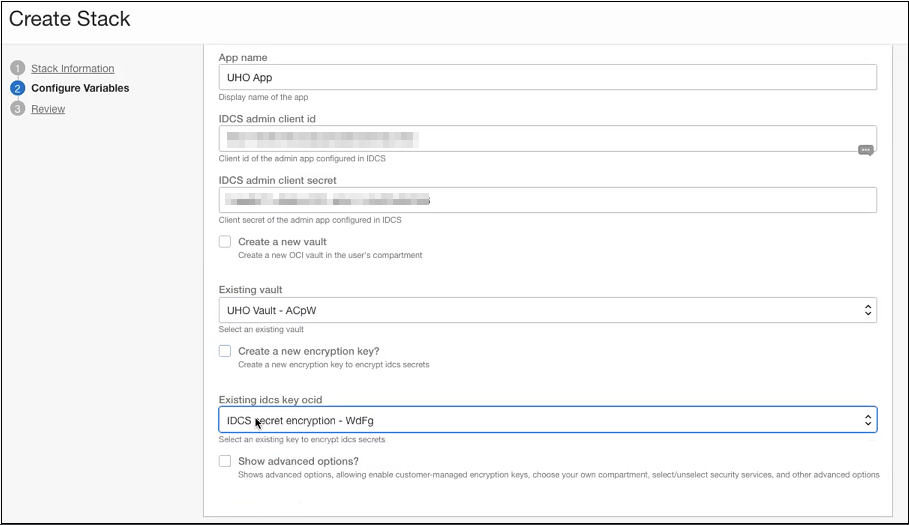 Create Stack
1 Stack Information
2 Configure Variables
3 Review
App name
UHO App
Display name of the app
IDCS admin client id
Client id of the admin app configured in IDCS
IDCS admin client secret
Client secret of the admin app configured in IDCS
Create a new vault
Create a new OCI vault in the user's compartment
Existing vault
UHO Vault - ACpW
Select an existing vault
Create a new encryption key?
Create a new encryption key to encrypt idcs secrets
Existing idcs key ocid
IDCS secret encryption - WdFg
Select an existing key to encrypt idcs secrets
Show advanced options?
Shows advanced options, allowing enable customer-managed encryption keys, choose your own compartment, select/unselect security services, and other advanced options